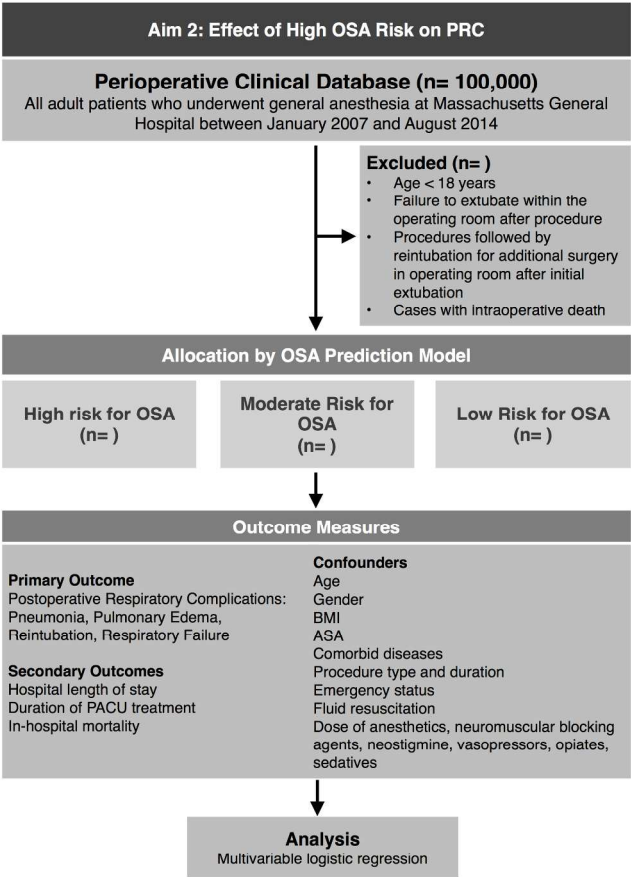 Aim 2: Effect of High OSA Risk on PRC
Perioperative Clinical Database (n= 100,000)
All adult patients who underwent general anesthesia at Massachusetts General
Hospital between January 2007 and August 2014
Excluded (n= )
• Age < 18 years
• Failure to extubate within the
operating room after procedure
• Procedures followed by
reintubation for additional surgery
in operating room after initial
extubation
• Cases with intraoperative death
Allocation by OSA Prediction Model
High risk for OSA
(n= )
Moderate Risk for
OSA
(n= )
Low Risk for OSA
(n= )
Outcome Measures
Primary Outcome
Postoperative Respiratory Complications:
Pneumonia, Pulmonary Edema,
Reintubation, Respiratory Failure
Secondary Outcomes
Hospital length of stay
Duration of PACU treatment
In-hospital mortality
Confounders
Age
Gender
BMI
ASA
Comorbid diseases
Procedure type and duration
Emergency status
Fluid resuscitation
Dose of anesthetics, neuromuscular blocking
agents, neostigmine, vasopressors, opiates,
sedatives
Analysis
Multivariable logistic regression